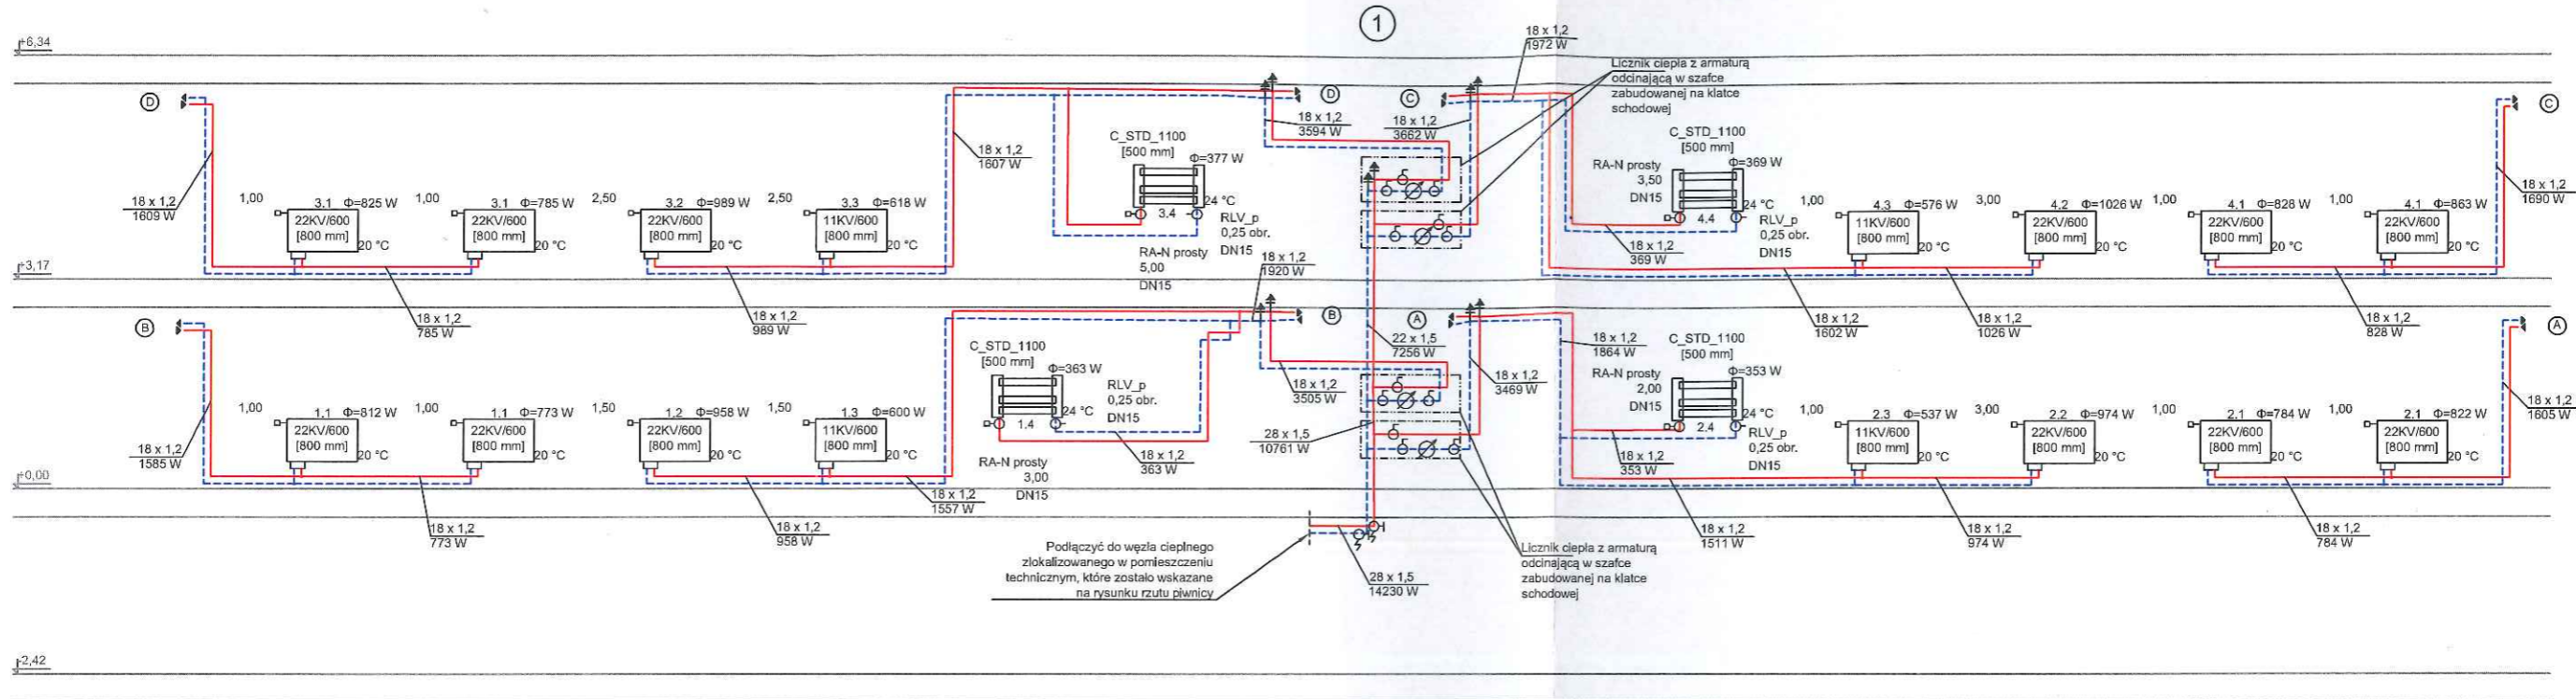 1
+6,34
18 x 1,2
1972 W
Licznik ciepła z armaturą
odcinającą w szafce
zabudowanej na klatce
schodowej
D
D
C
C
18 x 1,2
3594 W
18 x 1,2
3662 W
18 x 1,2
1607 W
C_STD_1100
[500 mm]
Φ=377 W
24 °C
3.4
RLV_p
0,25 obr.
DN15
RA-N prosty
5,00
DN15
C_STD_1100
[500 mm]
RA-N prosty
3,50
DN15
Φ=369 W
24 °C
4.4
RLV_p
0,25 obr.
DN15
18 x 1,2
369 W
18 x 1,2
1609 W
1,00
3.1 Φ=825 W
22KV/600
[800 mm]
20 °C
1,00
3.1 Φ=785 W
22KV/600
[800 mm]
20 °C
2,50
3.2 Φ=989 W
22KV/600
[800 mm]
20 °C
2,50
3.3 Φ=618 W
11KV/600
[800 mm]
20 °C
1,00
4.3 Φ=576 W
11KV/600
[800 mm]
20 °C
3,00
4.2 Φ=1026 W
22KV/600
[800 mm]
20 °C
1,00
4.1 Φ=828 W
22KV/600
[800 mm]
20 °C
1,00
4.1 Φ=863 W
22KV/600
[800 mm]
20 °C
18 x 1,2
1690 W
+3,17
18 x 1,2
785 W
18 x 1,2
989 W
18 x 1,2
1920 W
18 x 1,2
1602 W
18 x 1,2
1026 W
18 x 1,2
828 W
B
B
A
A
22 x 1,5
7256 W
18 x 1,2
1864 W
C_STD_1100
[500 mm]
Φ=363 W
24 °C
1.4
RLV_p
0,25 obr.
DN15
RA-N prosty
3,00
DN15
18 x 1,2
363 W
18 x 1,2
3505 W
28 x 1,5
10761 W
18 x 1,2
3469 W
C_STD_1100
[500 mm]
RA-N prosty
2,00
DN15
Φ=353 W
24 °C
2.4
RLV_p
0,25 obr.
DN15
18 x 1,2
353 W
18 x 1,2
1585 W
1,00
1.1 Φ=812 W
22KV/600
[800 mm]
20 °C
1,00
1.1 Φ=773 W
22KV/600
[800 mm]
20 °C
1,50
1.2 Φ=958 W
22KV/600
[800 mm]
20 °C
1,50
1.3 Φ=600 W
11KV/600
[800 mm]
20 °C
1,00
2.3 Φ=537 W
11KV/600
[800 mm]
20 °C
3,00
2.2 Φ=974 W
22KV/600
[800 mm]
20 °C
1,00
2.1 Φ=784 W
22KV/600
[800 mm]
20 °C
1,00
2.1 Φ=822 W
22KV/600
[800 mm]
20 °C
18 x 1,2
1605 W
+0,00
18 x 1,2
773 W
18 x 1,2
958 W
18 x 1,2
1557 W
18 x 1,2
1511 W
18 x 1,2
974 W
18 x 1,2
784 W
Podłączyć do węzła cieplnego
zlokalizowanego w pomieszczeniu
technicznym, które zostało wskazane
na rysunku rzutu piwnicy
28 x 1,5
14230 W
Licznik ciepła z armaturą
odcinającą w szafce
zabudowanej na klatce
schodowej
-2,42